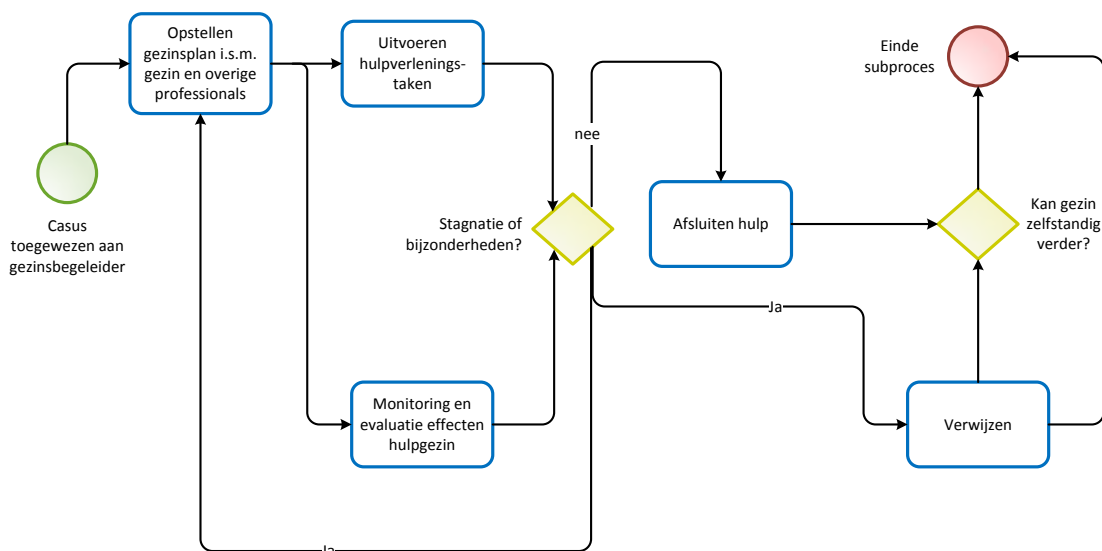 Opstellen
gezinsplan i.s.m.
gezin en overige
professionals
Uitvoeren
hulpverlenings-
taken
Einde
subproces
nee
Casus
toegewezen aan
gezinsbegeleider
Stagnatie of
bijzonderheden?
Afsluiten hulp
Kan gezin
zelfstandig
verder?
Ja
Monitoring en
evaluatie effecten
hulpgezin
Verwijzen
Ja